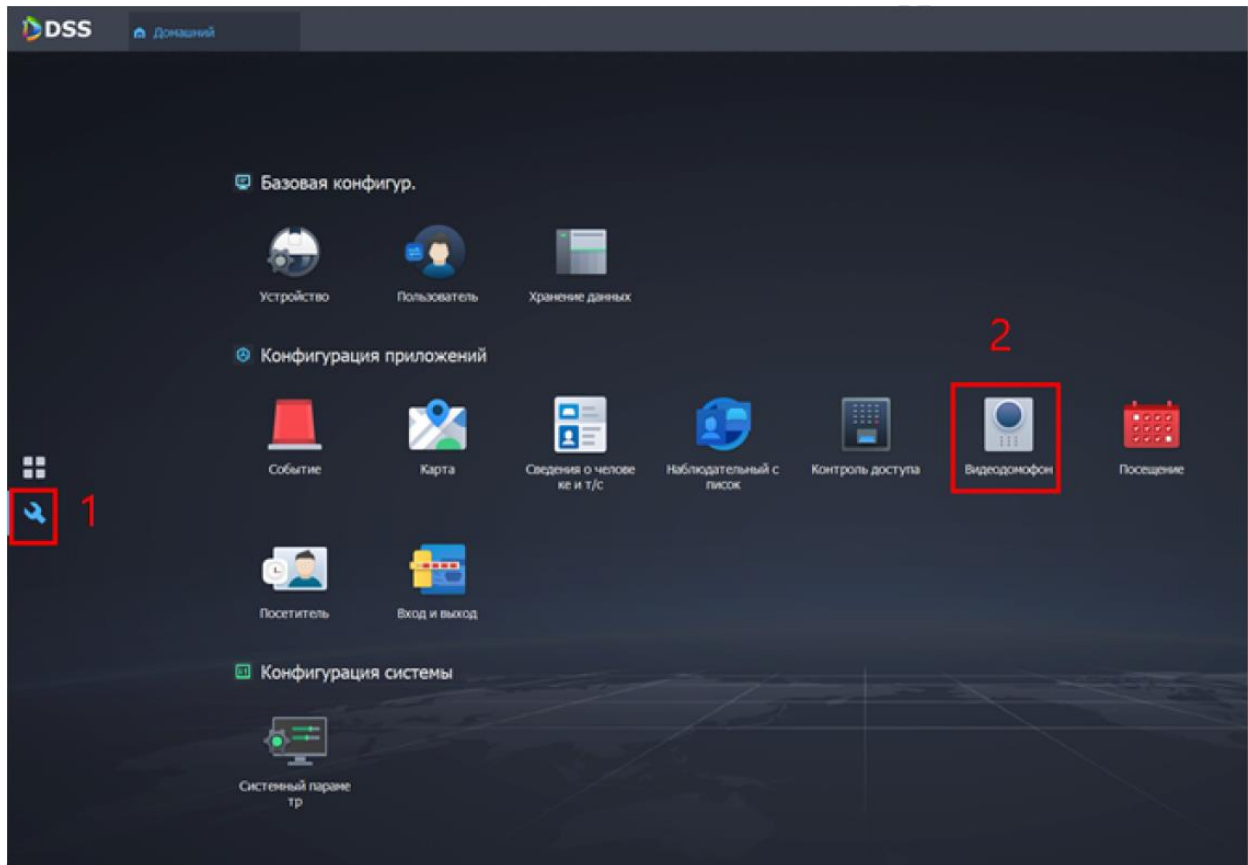 DSS
Домашний
Базовая конфигур.
Устройство
Пользователь
Хранение данных
Конфигурация приложений
2
Событие
Карта
Сведения о челове
ке и т/с
Наблюдательный с
писок
Контроль доступа
Видеодомофон
Посещение
1
Посетитель
Вход и выход
Конфигурация системы
Системный параме
тр